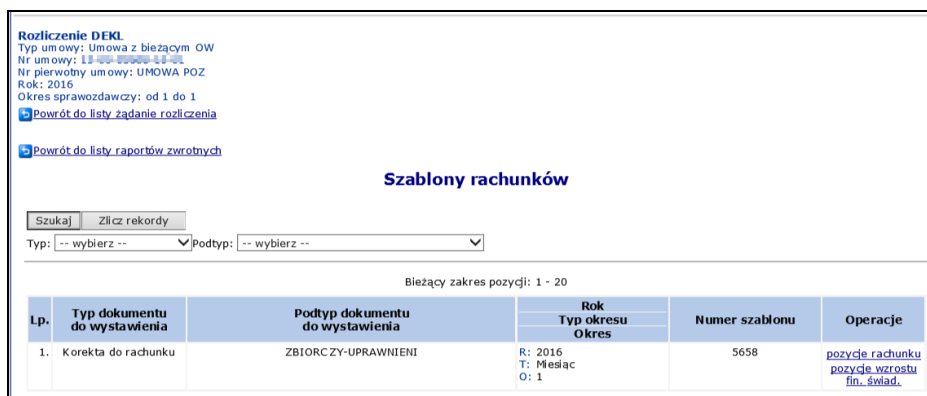 Rozliczenie DEKL
Typ umowy: Umowa z bieżącym OW
Nr umowy:
Nr pierwotny umowy: UMOWA POZ
Rok: 2016
Okres sprawozdawczy: od 1 do 1
Powrót do listy żądanie rozliczenia
Powrót do listy raportów zwrotnych
Szablony rachunków
Szukaj Zlicz rekordy
Typ: -- wybierz -- Podtyp: -- wybierz --
Bieżący zakres pozycji: 1 - 20
Lp. Typ dokumentu do wystawienia Podtyp dokumentu do wystawienia Rok Typ okresu Okres Numer szablonu Operacje
1. Korekta do rachunku ZBIORCZY-UPRAWNIENI R: 2016 5658 pozycje rachunku
T: Miesiąc pozycje wzrostu
O: 1 fin. świad.